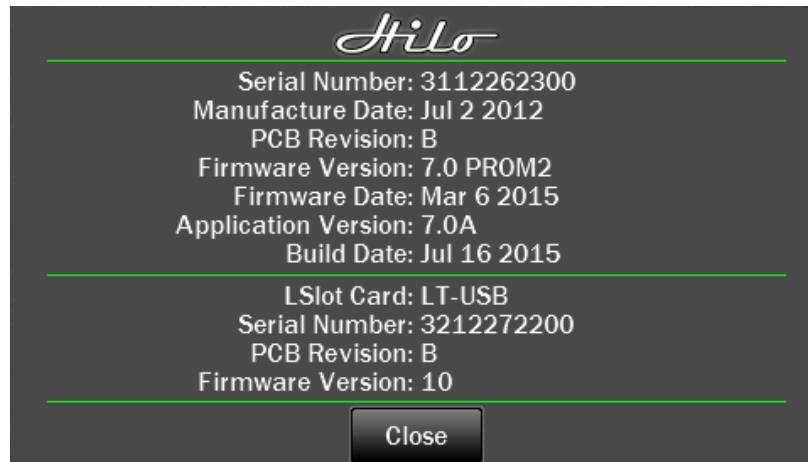 Hilo
Serial Number: 3112262300
Manufacture Date: Jul 2 2012
PCB Revision: B
Firmware Version: 7.0 PROM2
Firmware Date: Mar 6 2015
Application Version: 7.0A
Build Date: Jul 16 2015
LSlot Card: LT-USB
Serial Number: 3212272200
PCB Revision: B
Firmware Version: 10
Close